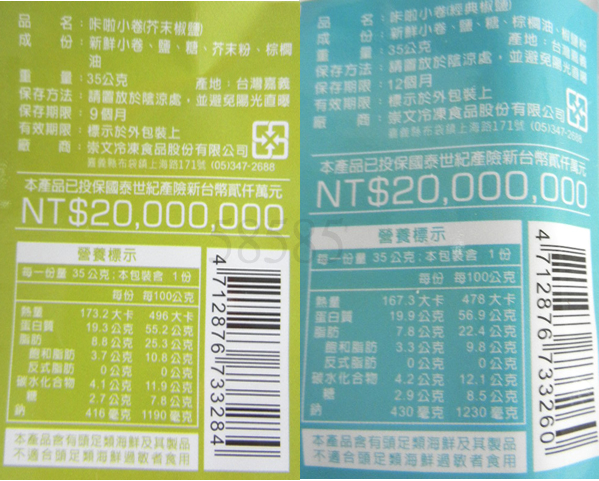 品　　名：咔啦小卷(芥末椒鹽)
成　　份：新鮮小卷、鹽、糖、芥末粉、棕櫚
油
重　　量：35公克　　產地：台灣嘉義
保存方法：請置放於陰涼處，並避免陽光直曬
保存期限：9個月
有效期限：標示於外包裝上
廠　　商：崇文冷凍食品股份有限公司
嘉義縣布袋鎮上海路171號 (05)347-2688
本產品已投保國泰世紀產險新台幣貳仟萬元
NT$20,000,000
營養標示
每一份量 35公克：本包裝含 1份
每份 每100公克
熱量 173.2大卡 496大卡
蛋白質 19.3公克 55.2公克
脂肪 8.8公克 25.3公克
飽和脂肪 3.7公克 10.8公克
反式脂肪 0公克 0公克
碳水化合物 4.1公克 11.9公克
糖 2.7公克 7.8公克
鈉 416毫克 1190毫克
本產品含有頭足類海鮮及其製品
不適合頭足類海鮮過敏者食用
4 712876 733284
品　　名：咔啦小卷(經典椒鹽)
成　　份：新鮮小卷、鹽、糖、棕櫚油、椒鹽粉
重　　量：35公克　　產地：台灣嘉義
保存方法：請置放於陰涼處，並避免陽光直曬
保存期限：12個月
有效期限：標示於外包裝上
廠　　商：崇文冷凍食品股份有限公司
嘉義縣布袋鎮上海路171號 (05)347-2688
本產品已投保國泰世紀產險新台幣貳仟萬元
NT$20,000,000
營養標示
每一份量 35公克：本包裝含 1份
每份 每100公克
熱量 167.3大卡 478大卡
蛋白質 19.9公克 56.9公克
脂肪 7.8公克 22.4公克
飽和脂肪 3.3公克 9.8公克
反式脂肪 0公克 0公克
碳水化合物 4.2公克 12.1公克
糖 2.9公克 8.5公克
鈉 430毫克 1230毫克
本產品含有頭足類海鮮及其製品
不適合頭足類海鮮過敏者食用
4 712876 733260
58585